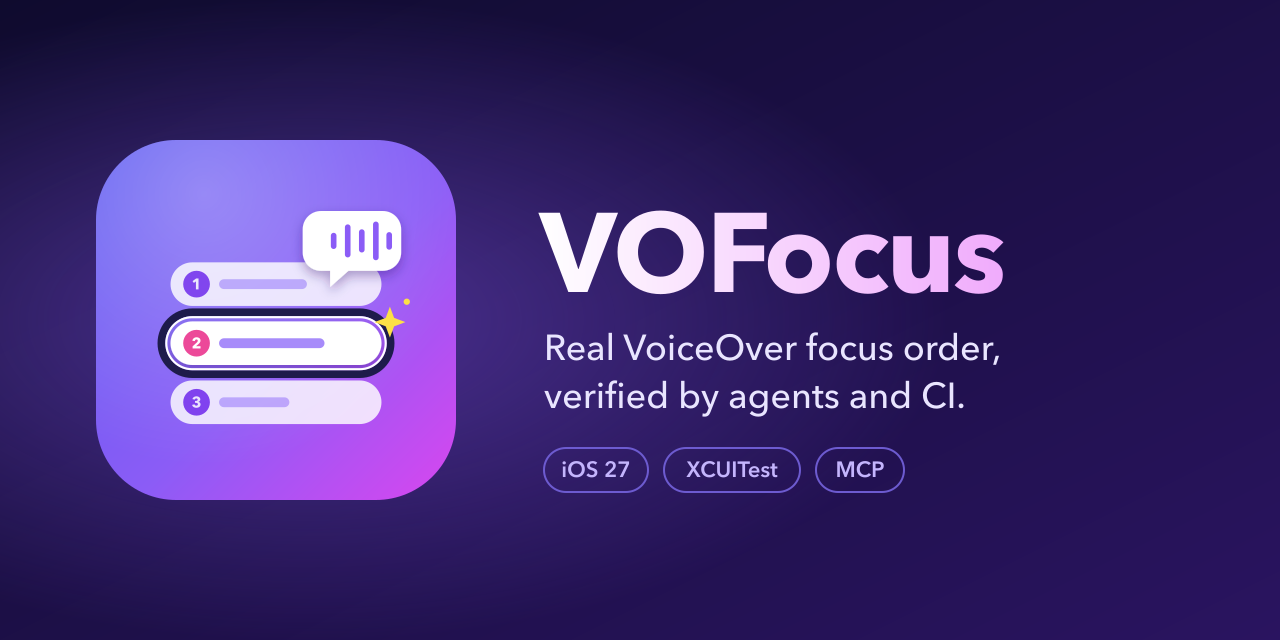 1
2
3
VOFocus
Real VoiceOver focus order,
verified by agents and CI.
iOS 27
XCUITest
MCP